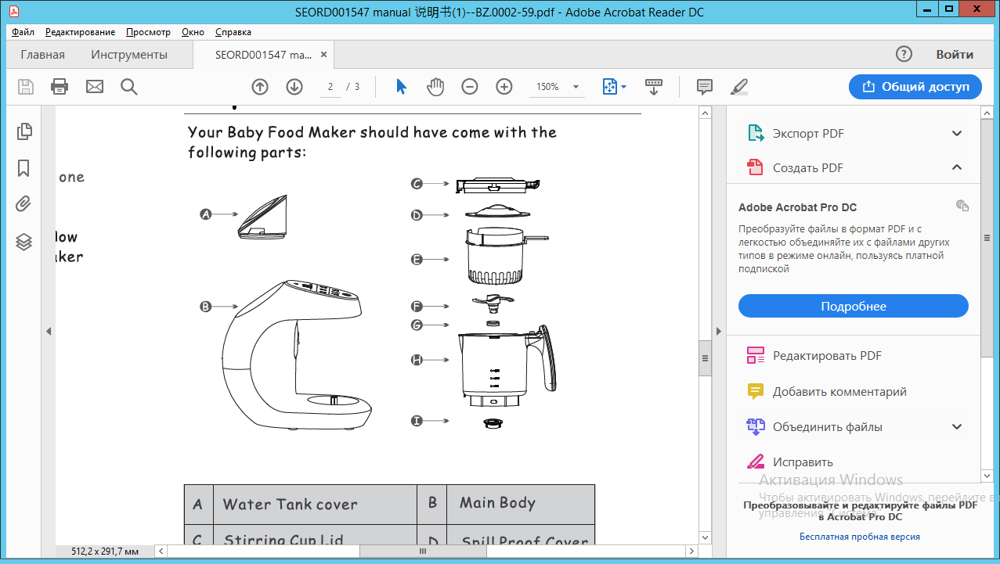 SEORD001547 manual 说明书(1)--BZ.0002-59.pdf - Adobe Acrobat Reader DC
Файл Редактирование Просмотр Окно Справка
Главная Инструменты SEORD001547 ma... × Войти
2 / 3 150% Общий доступ
Your Baby Food Maker should have come with the
following parts:
one
low
aker
A
B
C
D
E
F
G
H
I
A Water Tank cover B Main Body
C Stirring Cup Lid D Spill Proof Cover
512,2 x 291,7 мм
Экспорт PDF
Создать PDF
Adobe Acrobat Pro DC
Преобразуйте файлы в формат PDF и с
легкостью объединяйте их с файлами других
типов в режиме онлайн, пользуясь платной
подпиской
Подробнее
Редактировать PDF
Добавить комментарий
Объединить файлы
Исправить
Активация Windows
Чтобы активировать Windows, перейдите в
управления "Система".
Преобразовывайте и редактируйте файлы PDF
в Acrobat Pro DC
Бесплатная пробная версия